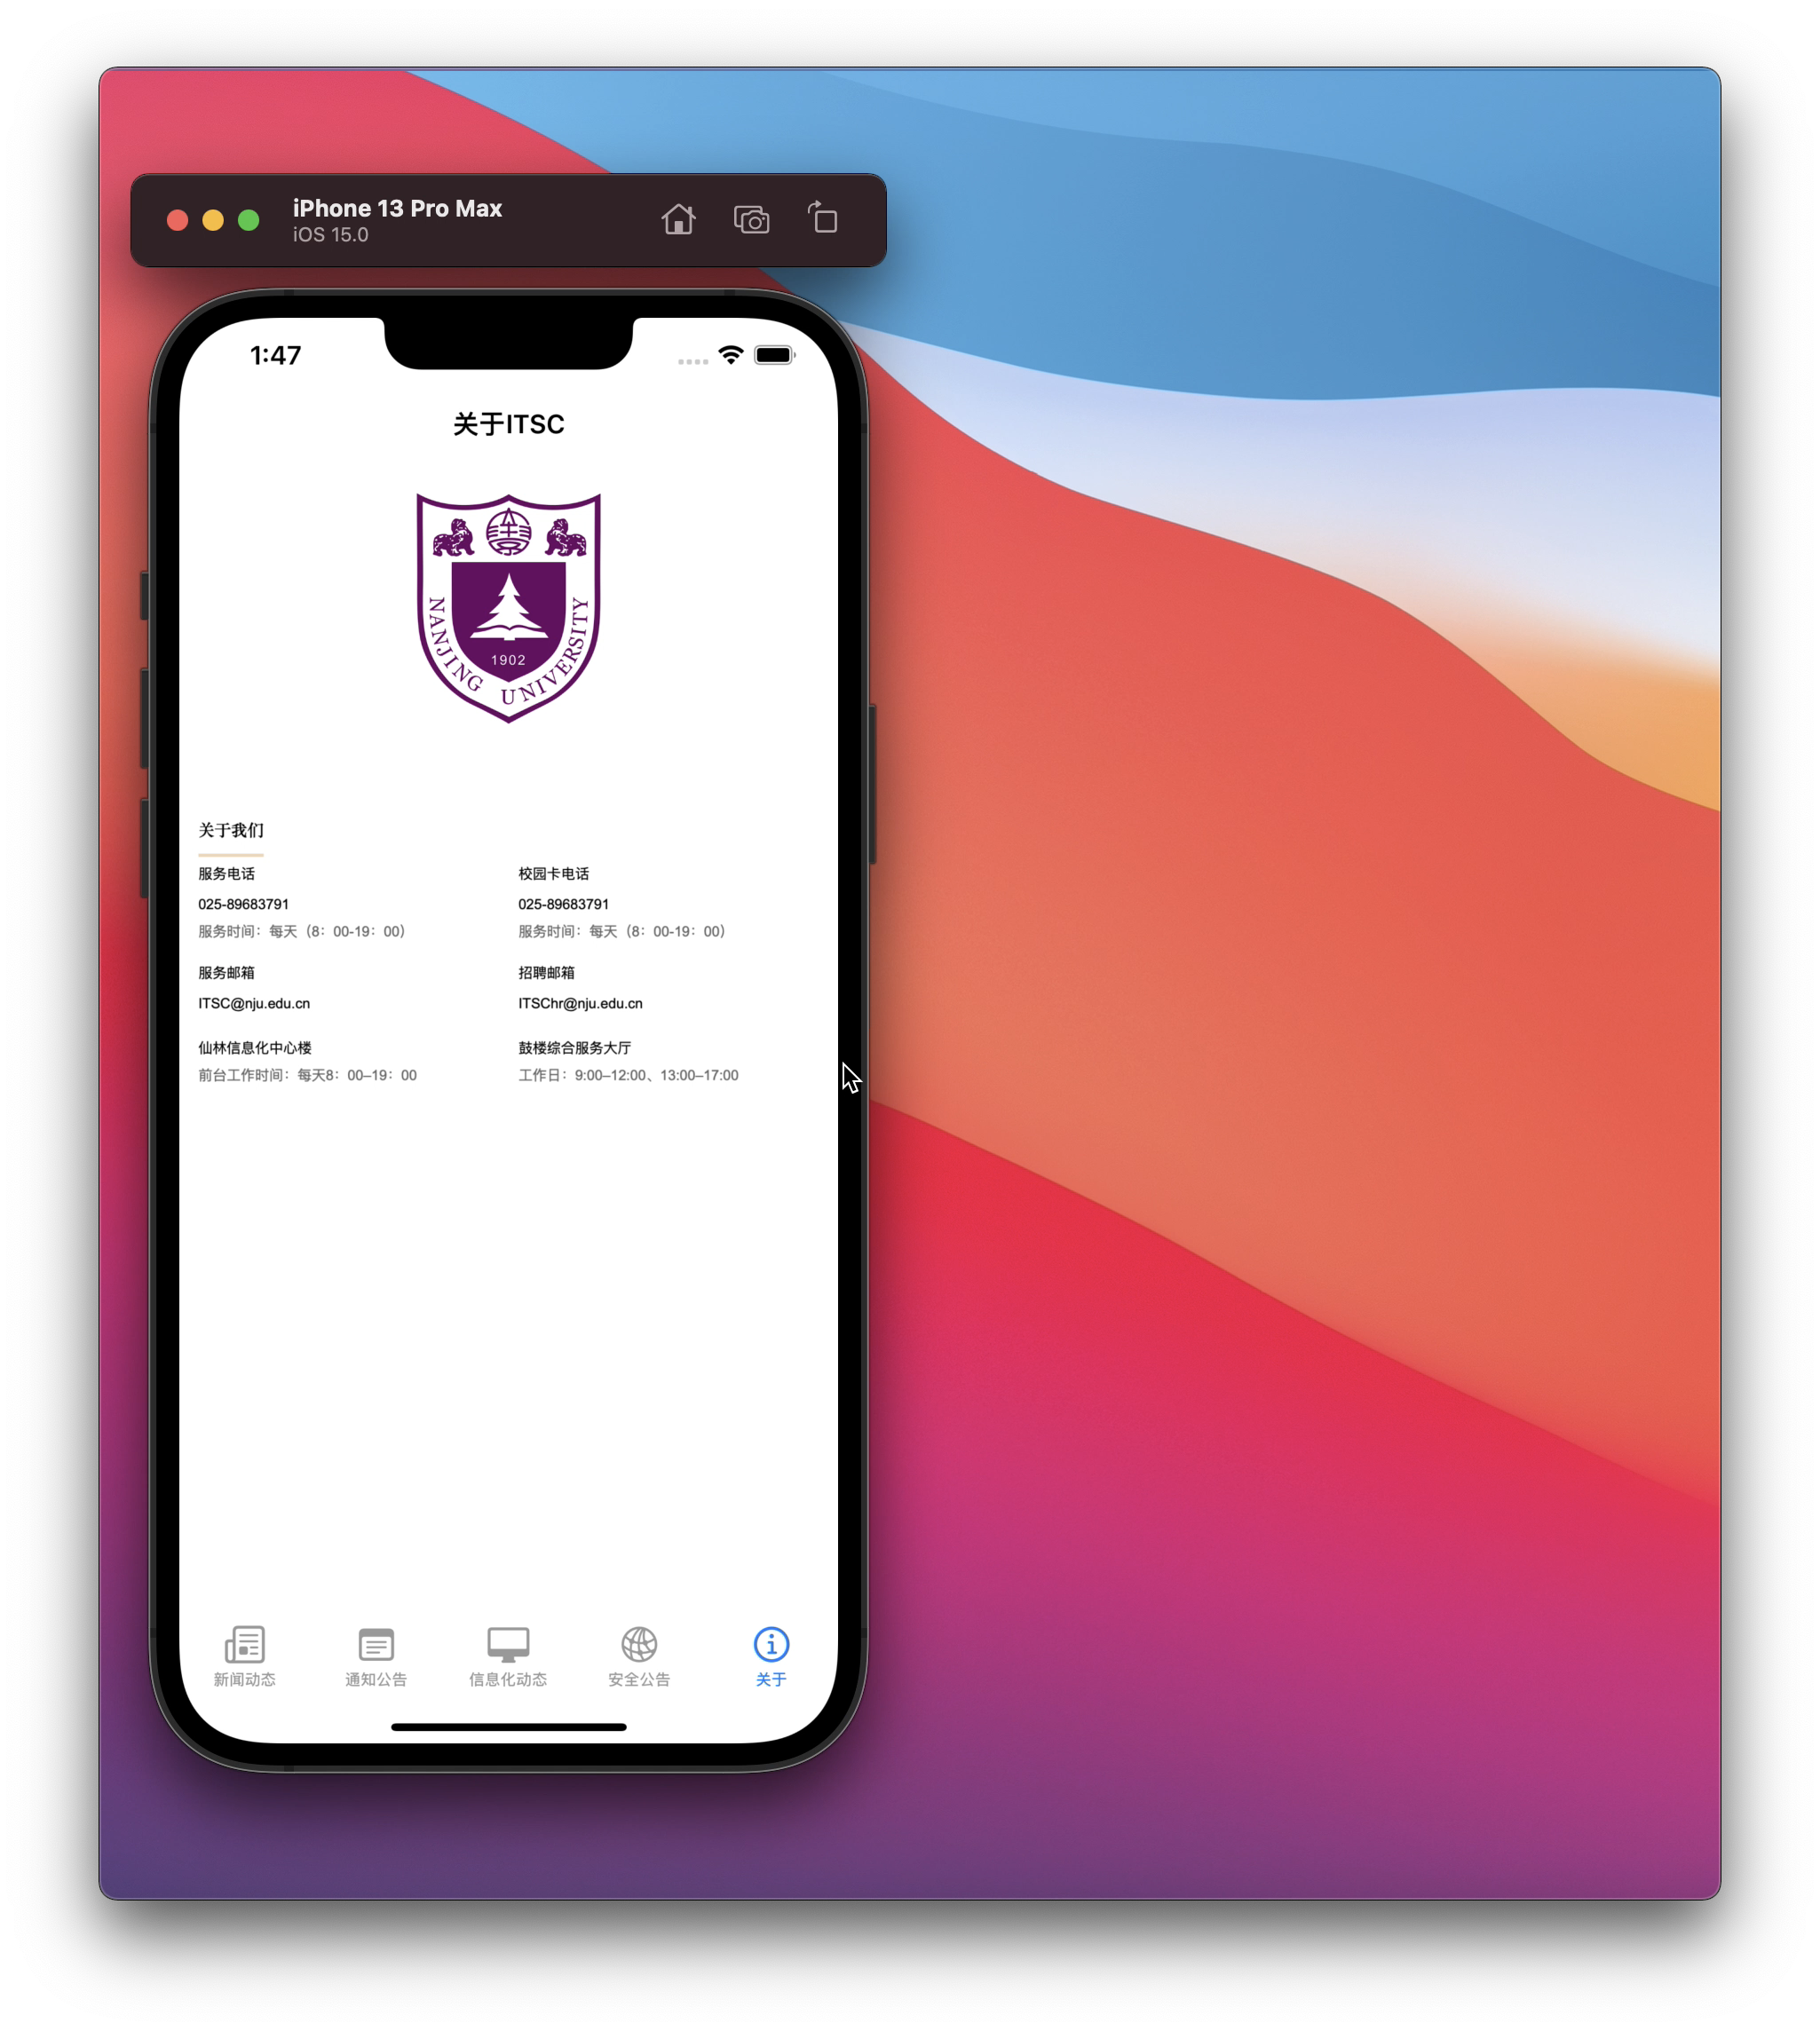 iPhone 13 Pro Max
iOS 15.0
1:47
关于ITSC
NANJING UNIVERSITY
1902
关于我们
服务电话
025-89683791
服务时间：每天（8：00-19：00）
校园卡电话
025-89683791
服务时间：每天（8：00-19：00）
服务邮箱
ITSC@nju.edu.cn
招聘邮箱
ITSChr@nju.edu.cn
仙林信息化中心楼
前台工作时间：每天8：00–19：00
鼓楼综合服务大厅
工作日：9:00–12:00、13:00–17:00
新闻动态
通知公告
信息化动态
安全公告
关于